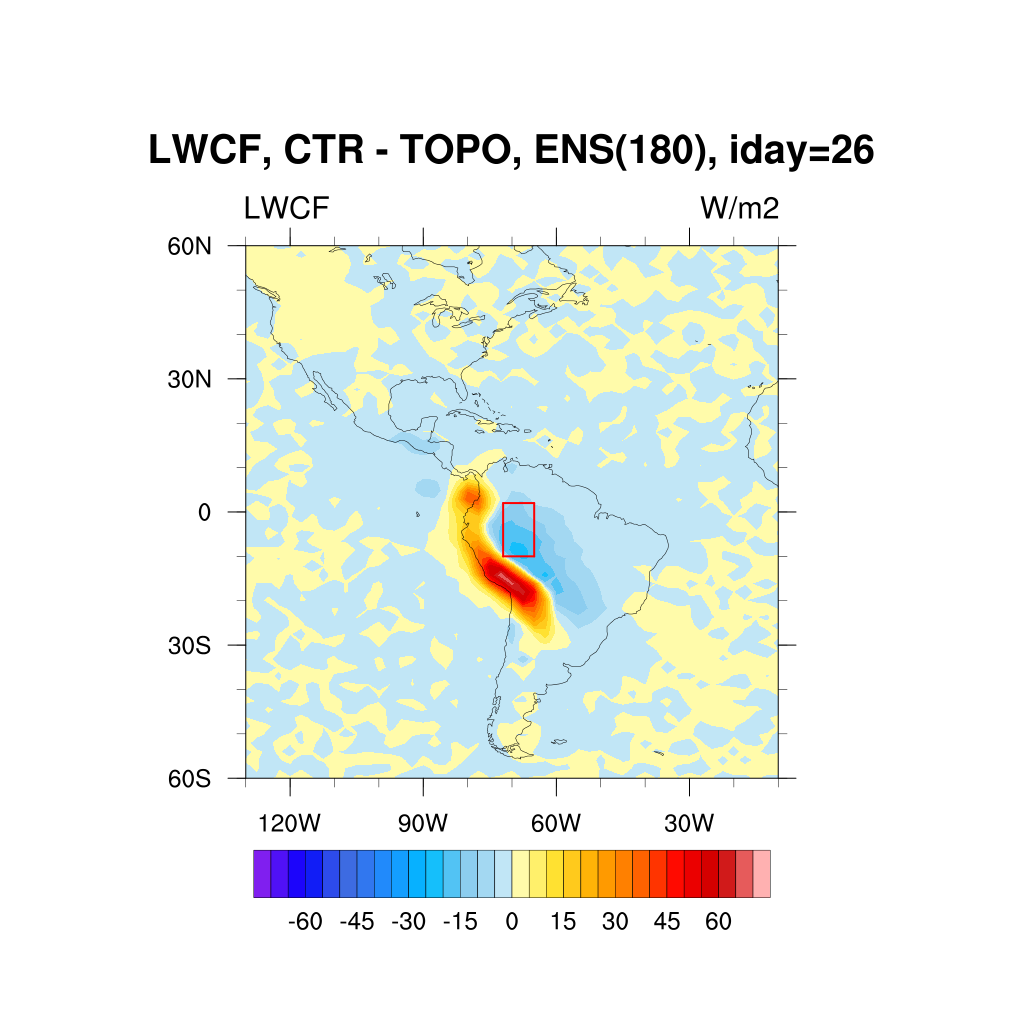 LWCF, CTR - TOPO, ENS(180), iday=26
LWCF W/m2
60N
30N
0
30S
60S
120W 90W 60W 30W
-60 -45 -30 -15 0 15 30 45 60